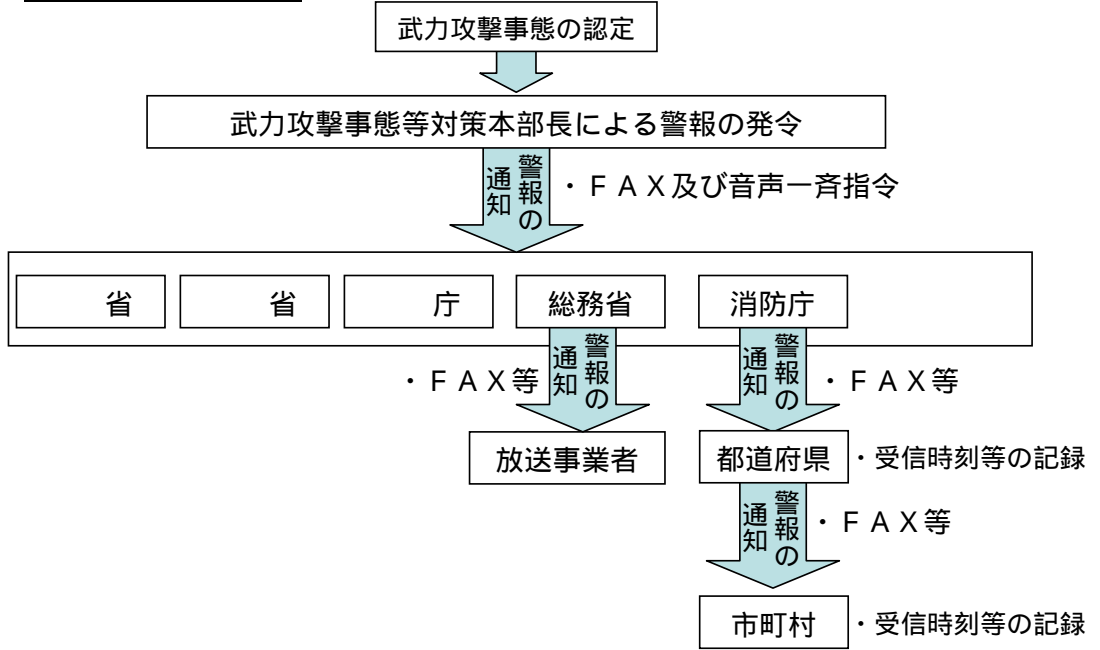 武力攻撃事態の認定
武力攻撃事態等対策本部長による警報の発令
警報の
通知
・ＦＡＸ及び音声一斉指令
省
省
庁
総務省
消防庁
・ＦＡＸ等
警報の
通知
警報の
通知
・ＦＡＸ等
放送事業者
都道府県
・受信時刻等の記録
警報の
通知
・ＦＡＸ等
市町村
・受信時刻等の記録